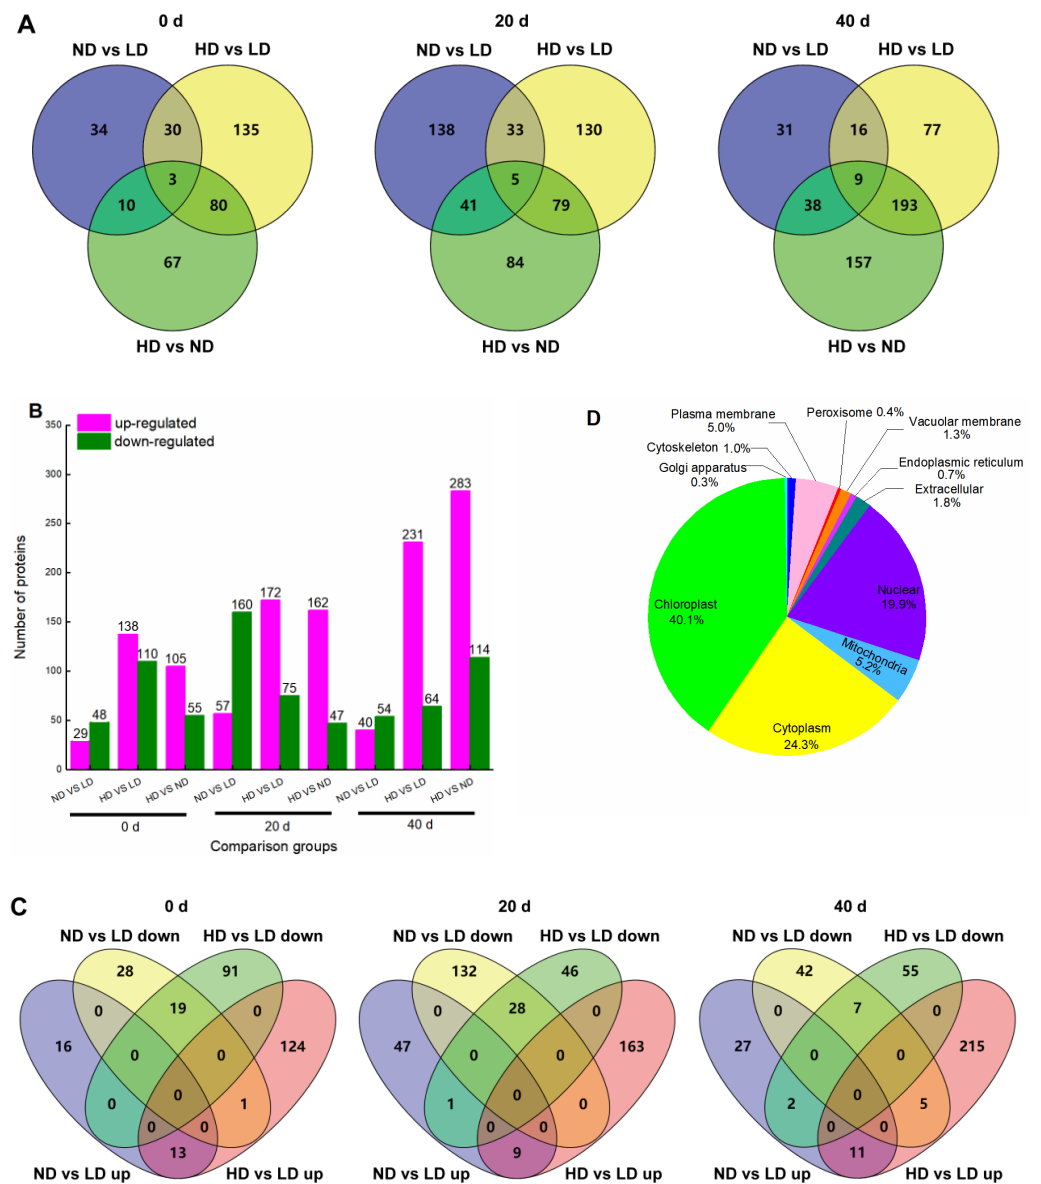 A
0 d
20 d
40 d
ND vs LD
HD vs LD
ND vs LD
HD vs LD
ND vs LD
HD vs LD
34
30
135
3
10
80
67
138
33
130
5
41
79
84
31
16
77
9
38
193
157
HD vs ND
HD vs ND
HD vs ND
B
up-regulated
down-regulated
Number of proteins
350
300
250
200
150
100
50
0
29
48
138
110
105
55
57
160
172
75
162
47
40
54
231
64
283
114
ND VS LD
HD VS LD
HD VS ND
ND VS LD
HD VS LD
HD VS ND
ND VS LD
HD VS LD
HD VS ND
0 d
20 d
40 d
Comparison groups
D
Plasma membrane
5.0%
Peroxisome 0.4%
Vacuolar membrane
1.3%
Cytoskeleton 1.0%
Endoplasmic reticulum
0.7%
Golgi apparatus
0.3%
Extracellular
1.8%
Nuclear
19.9%
Chloroplast
40.1%
Mitochondria
5.2%
Cytoplasm
24.3%
C
0 d
20 d
40 d
ND vs LD down
HD vs LD down
ND vs LD down
HD vs LD down
ND vs LD down
HD vs LD down
28
91
0
19
0
16
0
0
124
0
0
1
0
0
13
132
46
0
28
0
47
0
0
163
1
0
0
0
0
9
42
55
0
7
0
27
0
0
215
2
0
5
0
0
11
ND vs LD up
HD vs LD up
ND vs LD up
HD vs LD up
ND vs LD up
HD vs LD up